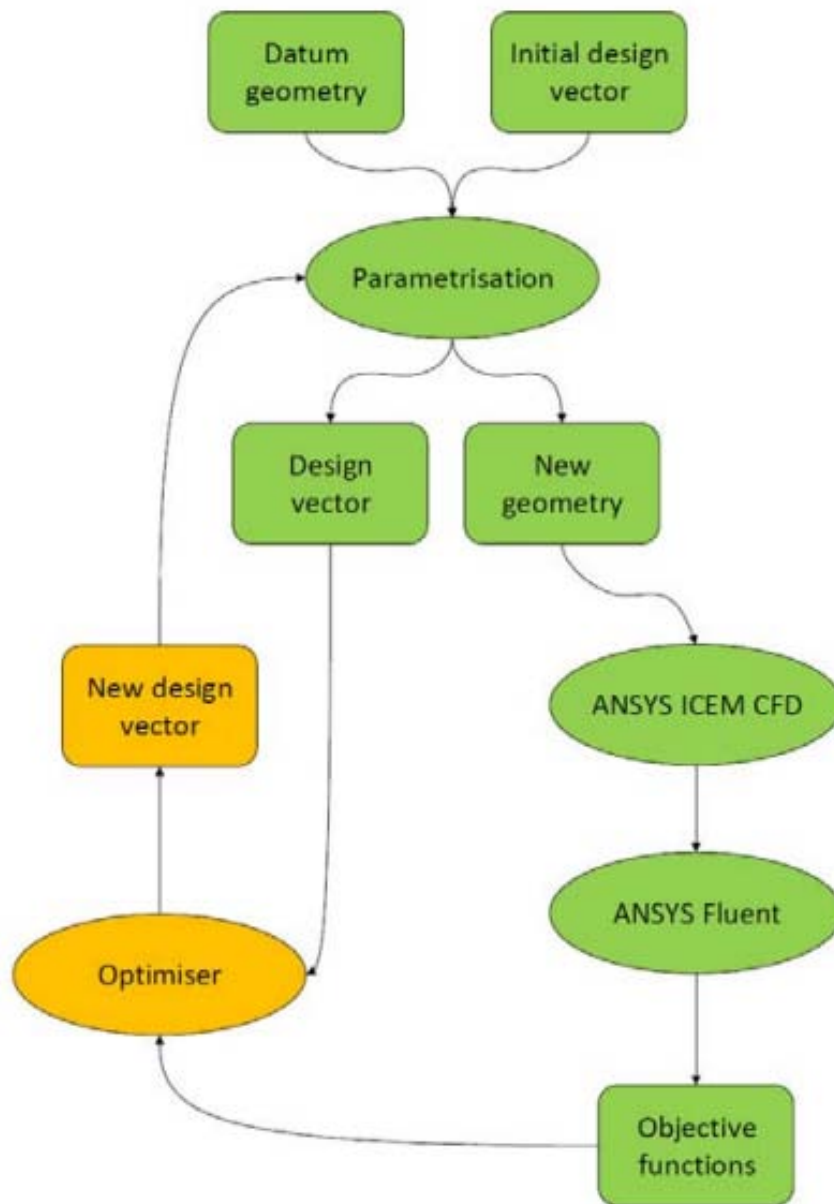 Datum
geometry
Initial design
vector
Parametrisation
Design
vector
New
geometry
New design
vector
ANSYS ICEM CFD
ANSYS Fluent
Optimiser
Objective
functions